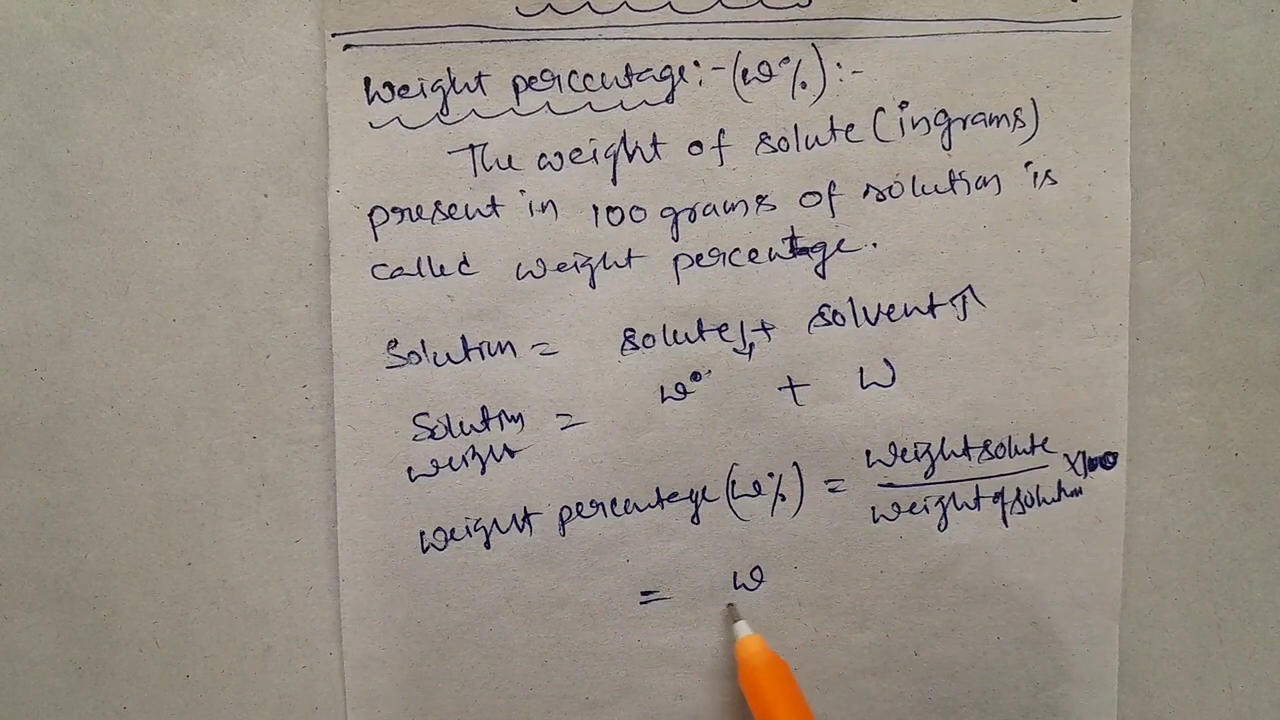 Weight percentage:-(w%):-
The weight of solute (in grams)
present in 100 grams of solution is
called weight percentage.
Solution = solute + solvent
Solution weight = w + W
weight percentage (w%) = weight solute / weight of solution ×100
= w